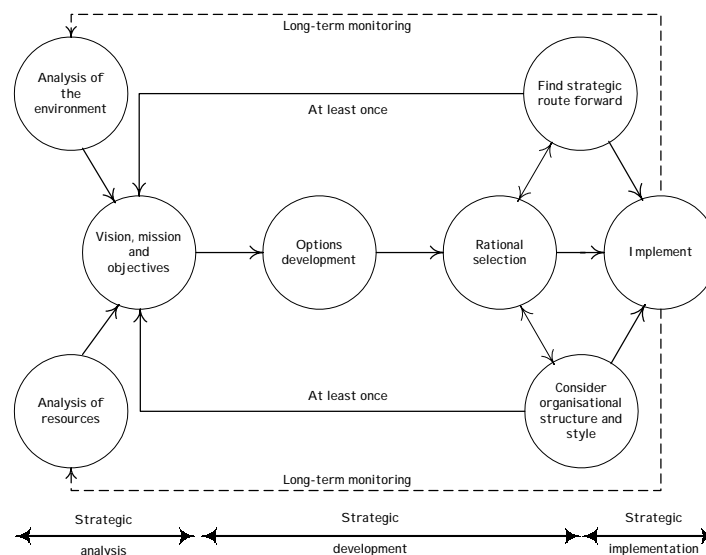 Long-term monitoring
Analysis of
the
environment
Find strategic
route forward
At least once
Vision, mission
and
objectives
Options
development
Rational
selection
Implement
At least once
Analysis of
resources
Consider
organisational
structure and
style
Long-term monitoring
Strategic
analysis
Strategic
development
Strategic
implementation